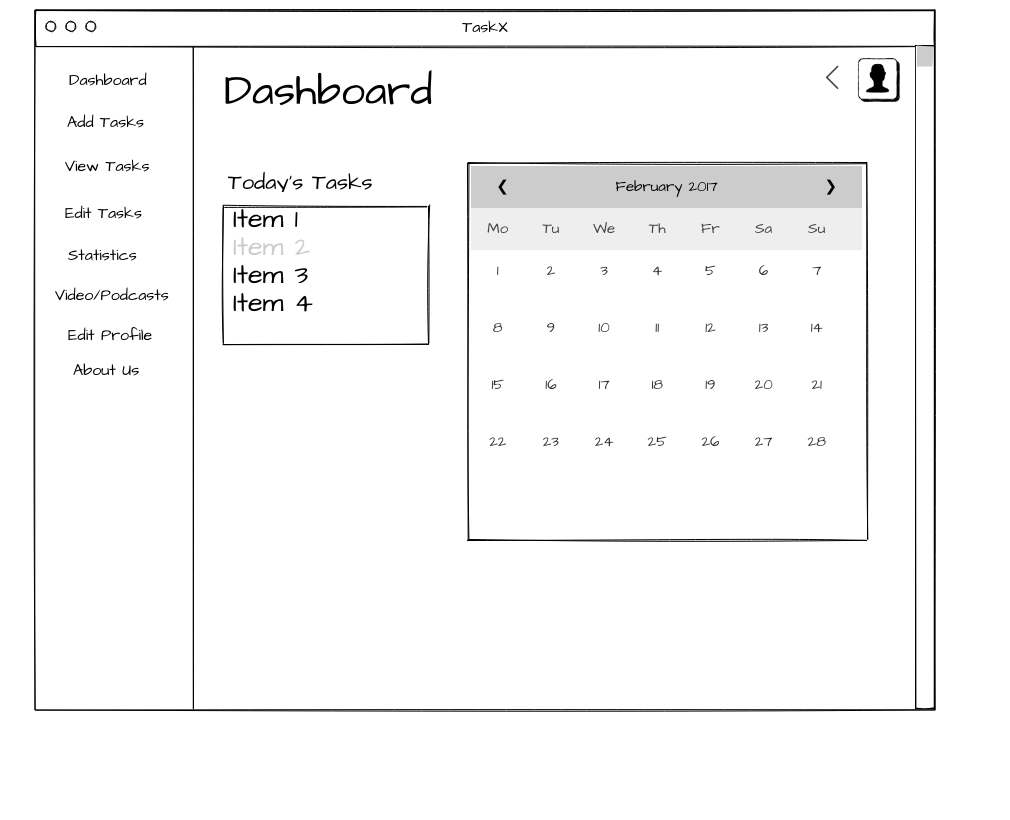 TaskX
Dashboard
Add Tasks
View Tasks
Edit Tasks
Statistics
Video/Podcasts
Edit Profile
About Us
Dashboard
Today's Tasks
Item 1
Item 2
Item 3
Item 4
February 2017
Mo Tu We Th Fr Sa Su
1 2 3 4 5 6 7
8 9 10 11 12 13 14
15 16 17 18 19 20 21
22 23 24 25 26 27 28